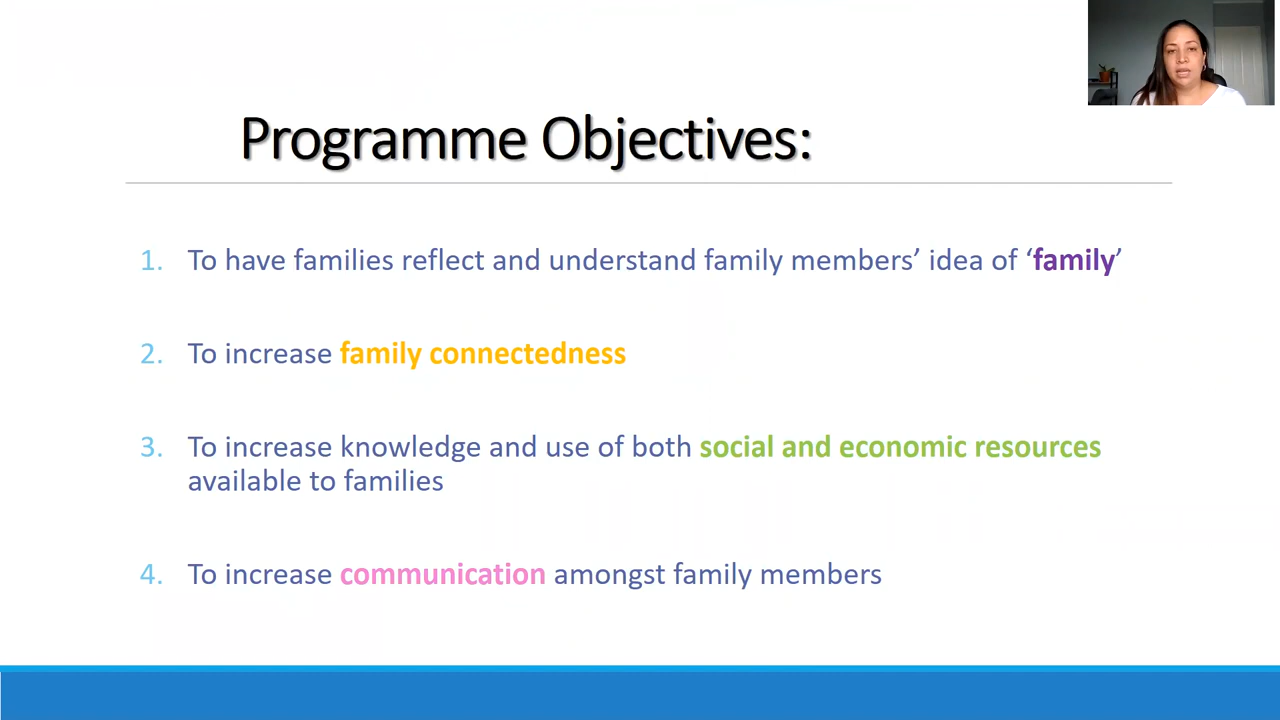 Programme Objectives:
1. To have families reflect and understand family members’ idea of ‘family’
2. To increase family connectedness
3. To increase knowledge and use of both social and economic resources
available to families
4. To increase communication amongst family members